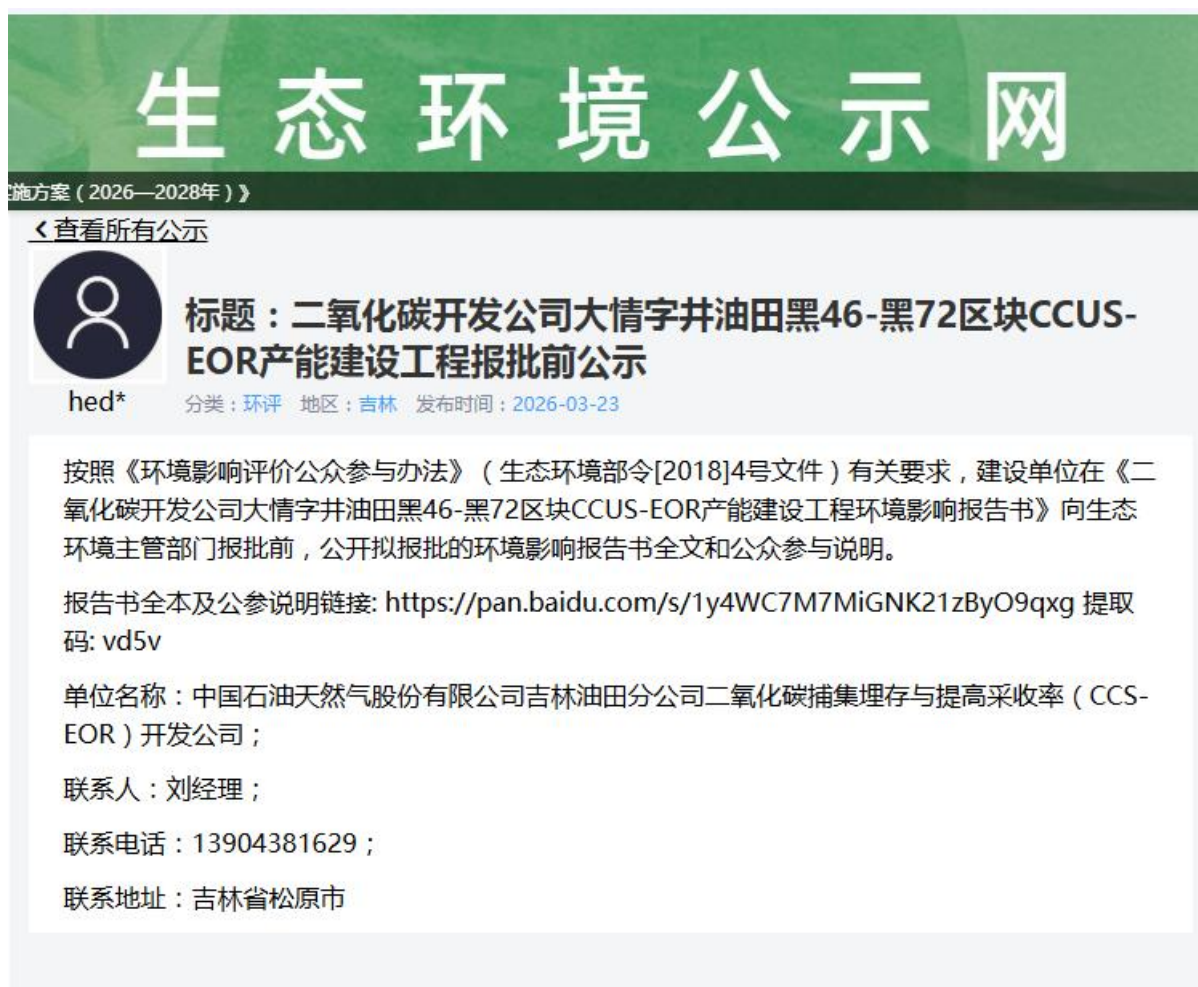 生态环境公示网
施方案（2026—2028年）》
查看所有公示
标题：二氧化碳开发公司大情字井油田黑46-黑72区块CCUS-
EOR产能建设工程报批前公示
hed*
分类：环评 地区：吉林 发布时间：2026-03-23
按照《环境影响评价公众参与办法》（生态环境部令[2018]4号文件）有关要求，建设单位在《二
氧化碳开发公司大情字井油田黑46-黑72区块CCUS-EOR产能建设工程环境影响报告书》向生态
环境主管部门报批前，公开拟报批的环境影响报告书全文和公众参与说明。
报告书全本及公参说明链接: https://pan.baidu.com/s/1y4WC7M7MiGNK21zByO9qxg 提取
码: vd5v
单位名称：中国石油天然气股份有限公司吉林油田分公司二氧化碳捕集埋存与提高采收率（CCS-
EOR）开发公司；
联系人：刘经理；
联系电话：13904381629；
联系地址：吉林省松原市